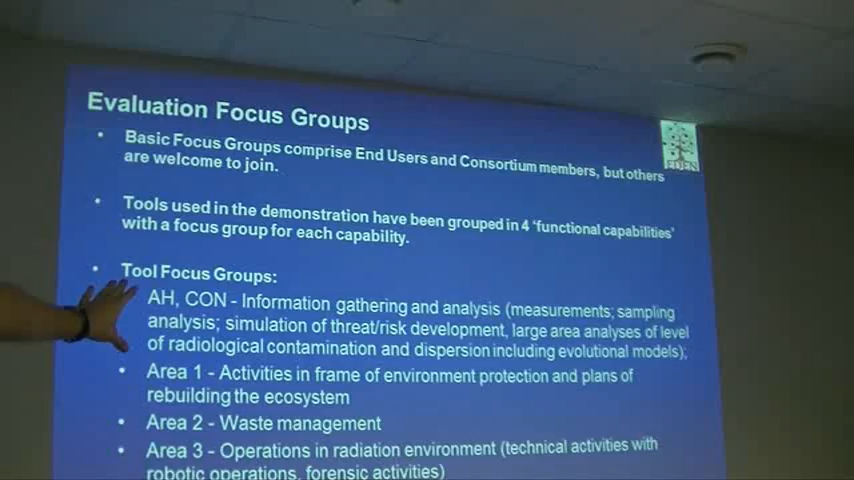 Evaluation Focus Groups
• Basic Focus Groups comprise End Users and Consortium members, but others
are welcome to join.
• Tools used in the demonstration have been grouped in 4 'functional capabilities'
with a focus group for each capability.
• Tool Focus Groups:
AH, CON - Information gathering and analysis (measurements; sampling
analysis; simulation of threat/risk development, large area analyses of level
of radiological contamination and dispersion including evolutional models);
• Area 1 - Activities in frame of environment protection and plans of
rebuilding the ecosystem
• Area 2 - Waste management
• Area 3 - Operations in radiation environment (technical activities with
robotic operations, forensic activities)
EDEN